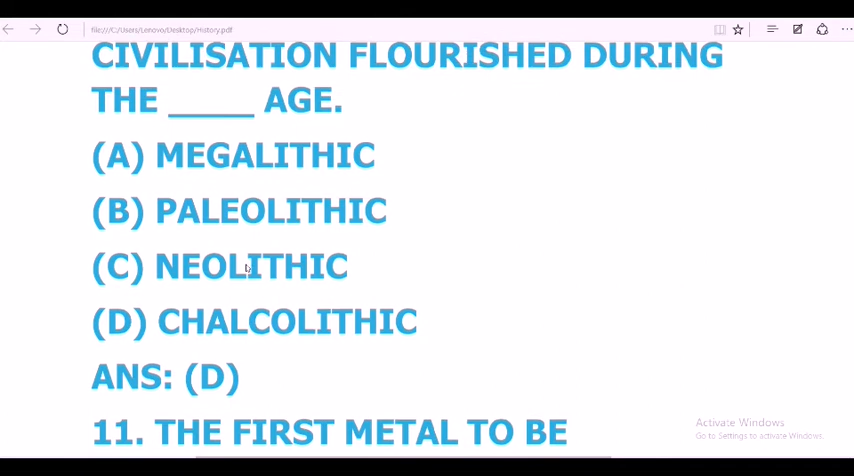 file:///C:/Users/Lenovo/Desktop/History.pdf
CIVILISATION FLOURISHED DURING
THE _____ AGE.
(A) MEGALITHIC
(B) PALEOLITHIC
(C) NEOLITHIC
(D) CHALCOLITHIC
ANS: (D)
11. THE FIRST METAL TO BE
Activate Windows
Go to Settings to activate Windows.